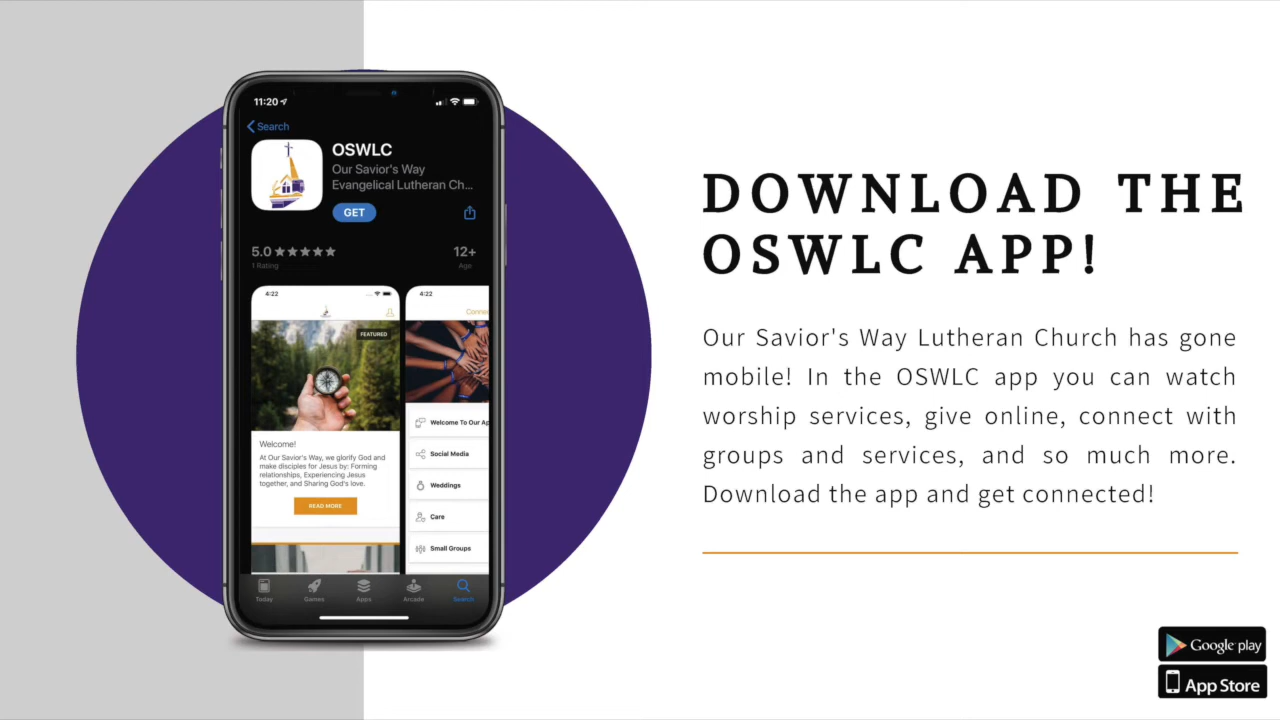 11:20
Search
OSWLC
Our Savior's Way
Evangelical Lutheran Ch...
GET
5.0 ★★★★★
12+
1 Rating
Age
4:22
FEATURED
Welcome!
At Our Savior's Way, we glorify God and
make disciples for Jesus by: Forming
relationships, Experiencing Jesus
together, and Sharing God's love.
READ MORE
4:22
Connec
Welcome To Our Ap
Social Media
Weddings
Care
Small Groups
Today
Games
Apps
Arcade
Search
DOWNLOAD THE
OSWLC APP!
Our Savior's Way Lutheran Church has gone
mobile! In the OSWLC app you can watch
worship services, give online, connect with
groups and services, and so much more.
Download the app and get connected!
Google play
App Store